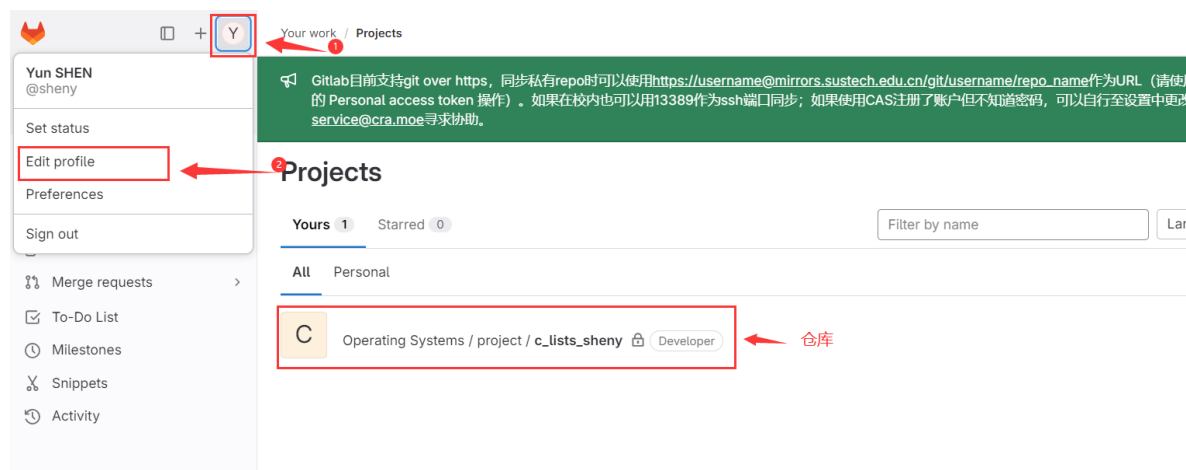 Y
Your work / Projects
1
Yun SHEN
@sheny
Set status
Edit profile
2
Preferences
Sign out
Merge requests
To-Do List
Milestones
Snippets
Activity
Gitlab目前支持git over https，同步私有repo时可以使用https://username@mirrors.sustech.edu.cn/git/username/repo_name作为URL（请使
的 Personal access token 操作）。如果在校内也可以用13389作为ssh端口同步；如果使用CAS注册了账户但不知道密码，可以自行至设置中更
service@cra.moe寻求协助。
Projects
Yours 1 Starred 0
Filter by name
All Personal
C
Operating Systems / project / c_lists_sheny Developer
仓库